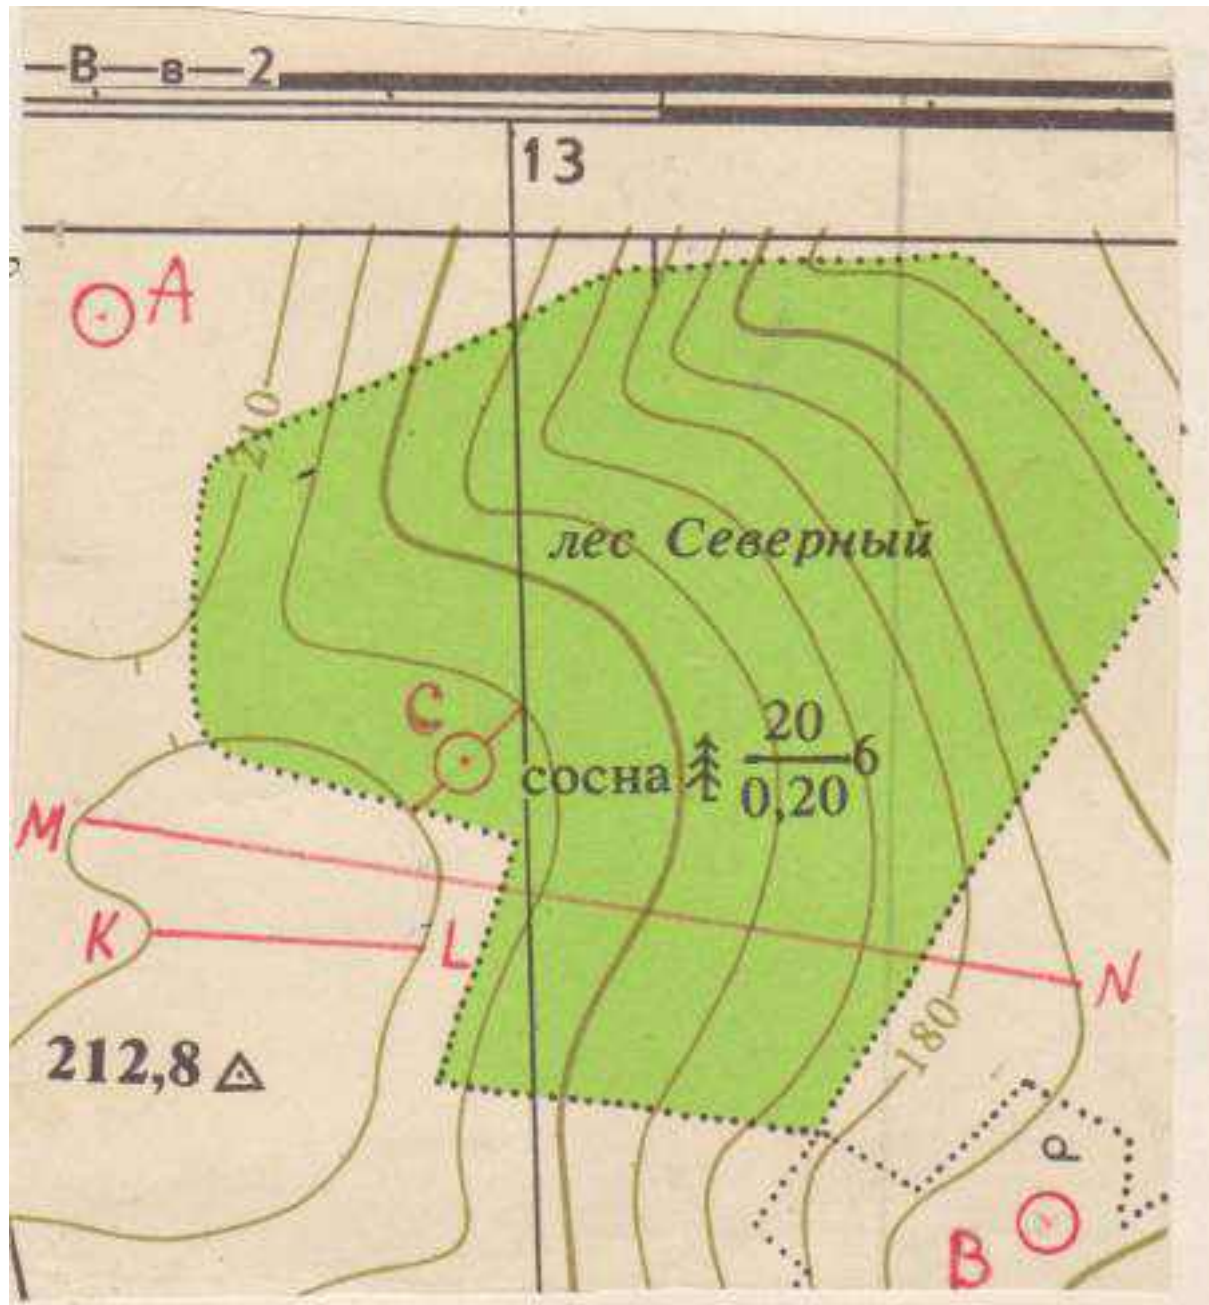 В—в—2
13
А
210
лес Северный
С
сосна 20/0,20 6
М
К L
N
212,8
180
р
В